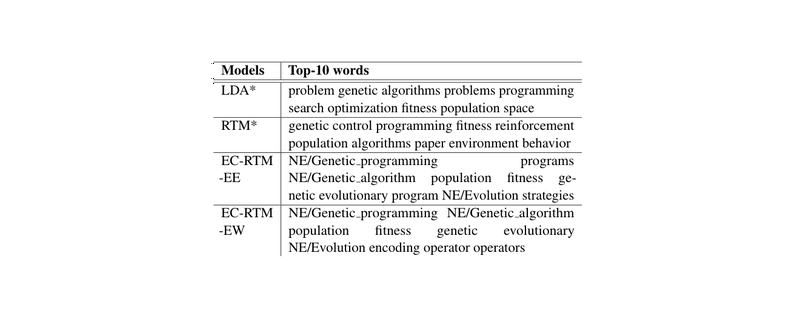 Models Top-10 words
LDA* problem genetic algorithms problems programming
search optimization fitness population space
RTM* genetic control programming fitness reinforcement
population algorithms paper environment behavior
EC-RTM NE/Genetic_programming programs
-EE NE/Genetic_algorithm population fitness ge-
netic evolutionary program NE/Evolution strategies
EC-RTM NE/Genetic_programming NE/Genetic_algorithm
-EW population fitness genetic evolutionary
NE/Evolution encoding operator operators